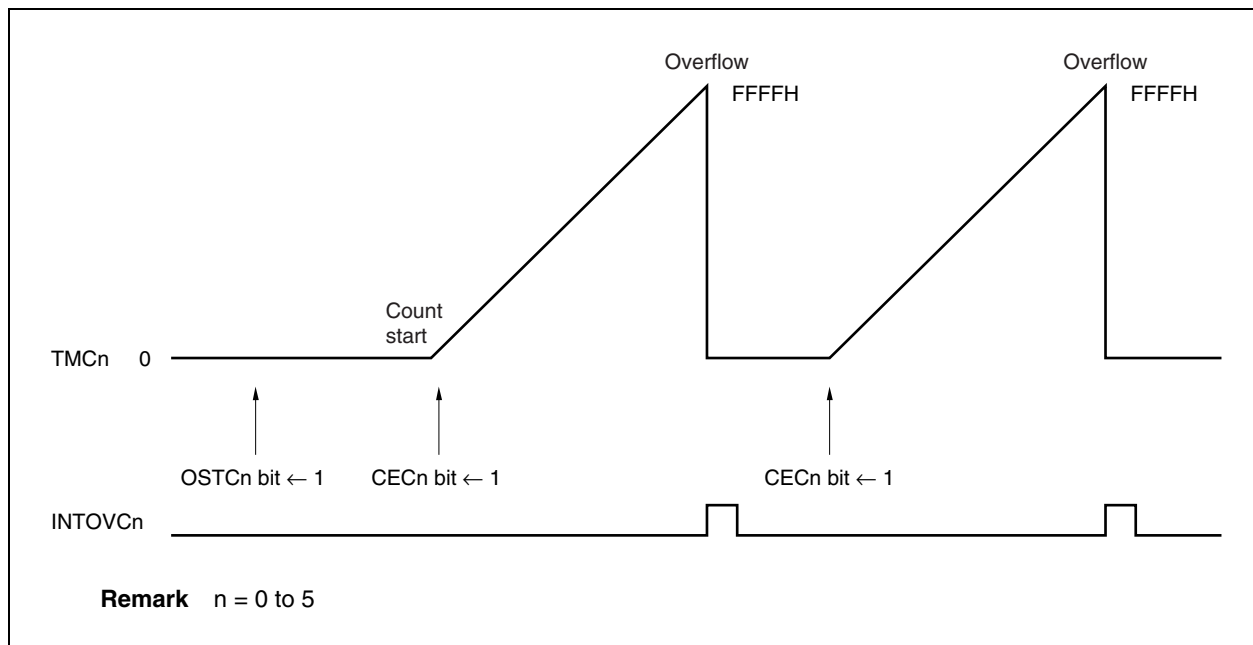 Overflow
Overflow
FFFFH
FFFFH
Count
start
TMCn 0
OSTCn bit ← 1
CECn bit ← 1
CECn bit ← 1
INTOVCn
Remark n = 0 to 5